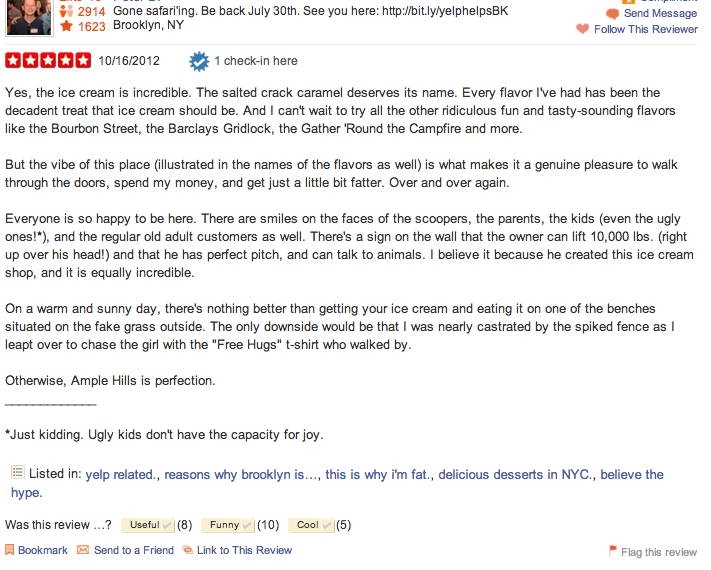 2914 Gone safari'ing. Be back July 30th. See you here: http://bit.ly/yelphelpsBK
1623 Brooklyn, NY
Send Message
Follow This Reviewer
10/16/2012 1 check-in here
Yes, the ice cream is incredible. The salted crack caramel deserves its name. Every flavor I've had has been the
decadent treat that ice cream should be. And I can't wait to try all the other ridiculous fun and tasty-sounding flavors
like the Bourbon Street, the Barclays Gridlock, the Gather 'Round the Campfire and more.
But the vibe of this place (illustrated in the names of the flavors as well) is what makes it a genuine pleasure to walk
through the doors, spend my money, and get just a little bit fatter. Over and over again.
Everyone is so happy to be here. There are smiles on the faces of the scoopers, the parents, the kids (even the ugly
ones!*), and the regular old adult customers as well. There's a sign on the wall that the owner can lift 10,000 lbs. (right
up over his head!) and that he has perfect pitch, and can talk to animals. I believe it because he created this ice cream
shop, and it is equally incredible.
On a warm and sunny day, there's nothing better than getting your ice cream and eating it on one of the benches
situated on the fake grass outside. The only downside would be that I was nearly castrated by the spiked fence as I
leapt over to chase the girl with the "Free Hugs" t-shirt who walked by.
Otherwise, Ample Hills is perfection.
_____________
*Just kidding. Ugly kids don't have the capacity for joy.
Listed in: yelp related., reasons why brooklyn is…, this is why i'm fat., delicious desserts in NYC., believe the
hype.
Was this review …? Useful (8) Funny (10) Cool (5)
Bookmark Send to a Friend Link to This Review
Flag this review